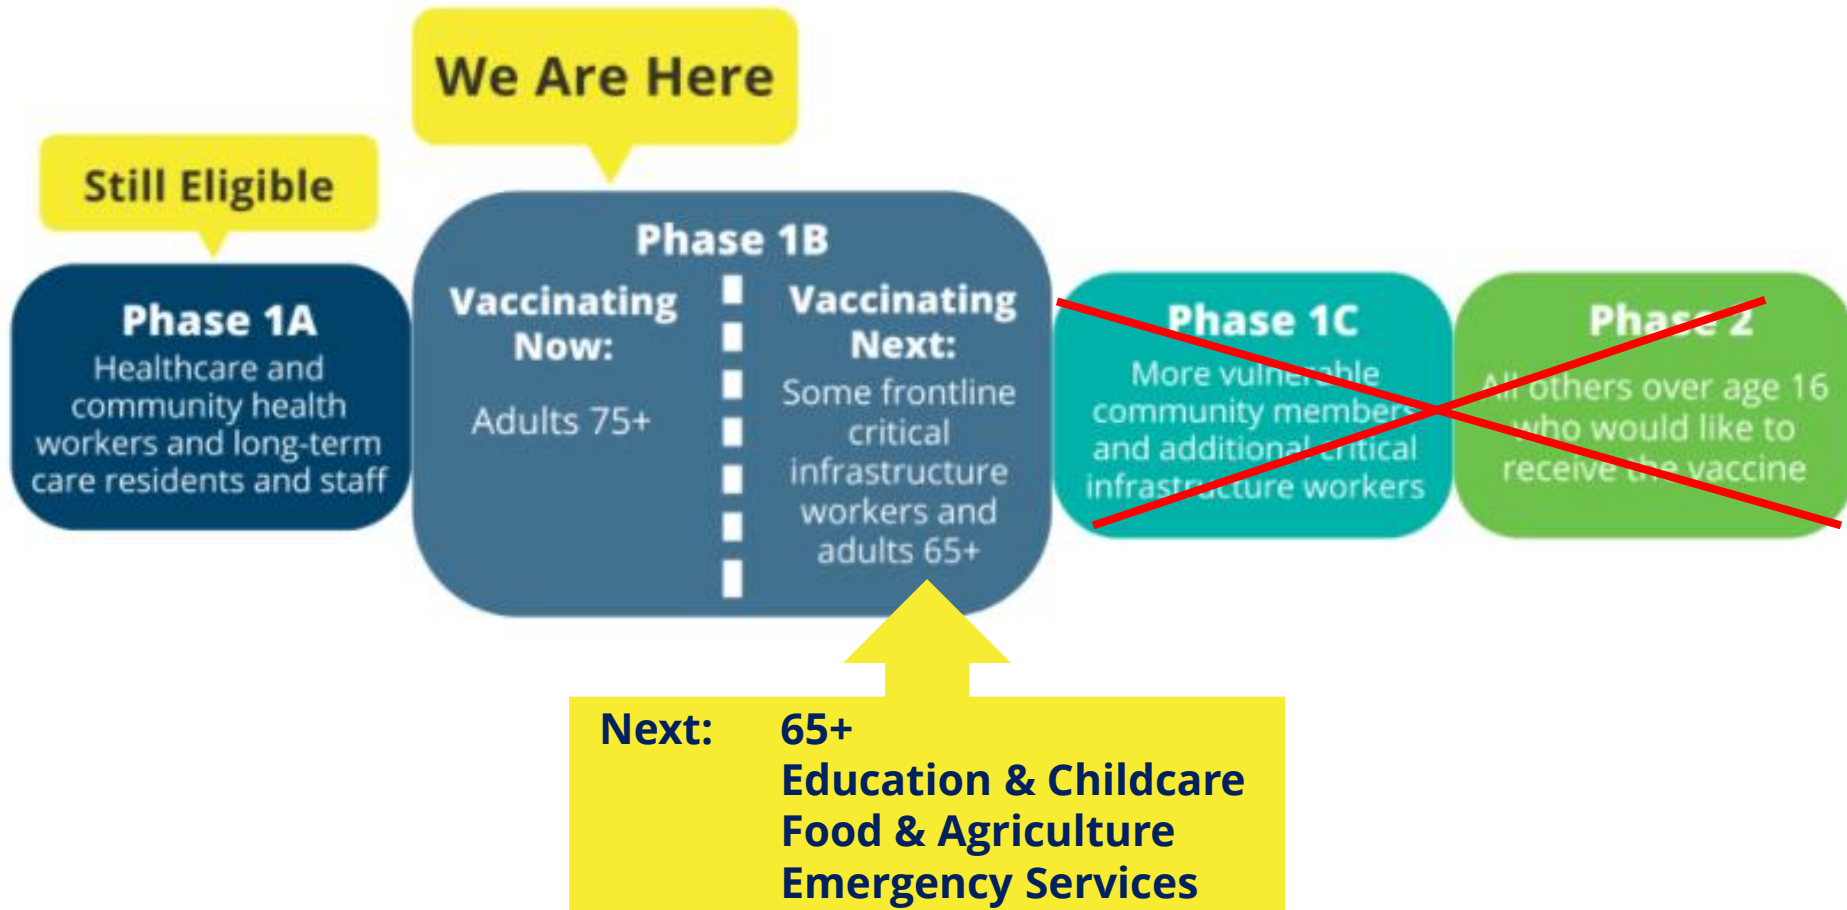 We Are Here
Still Eligible
Phase 1A
Healthcare and
community health
workers and long-term
care residents and staff
Phase 1B
Vaccinating
Now:
Adults 75+
Vaccinating
Next:
Some frontline
critical
infrastructure
workers and
adults 65+
Phase 1C
More vulnerable
community members
and additional critical
infrastructure workers
Phase 2
All others over age 16
who would like to
receive the vaccine
Next: 65+
Education & Childcare
Food & Agriculture
Emergency Services